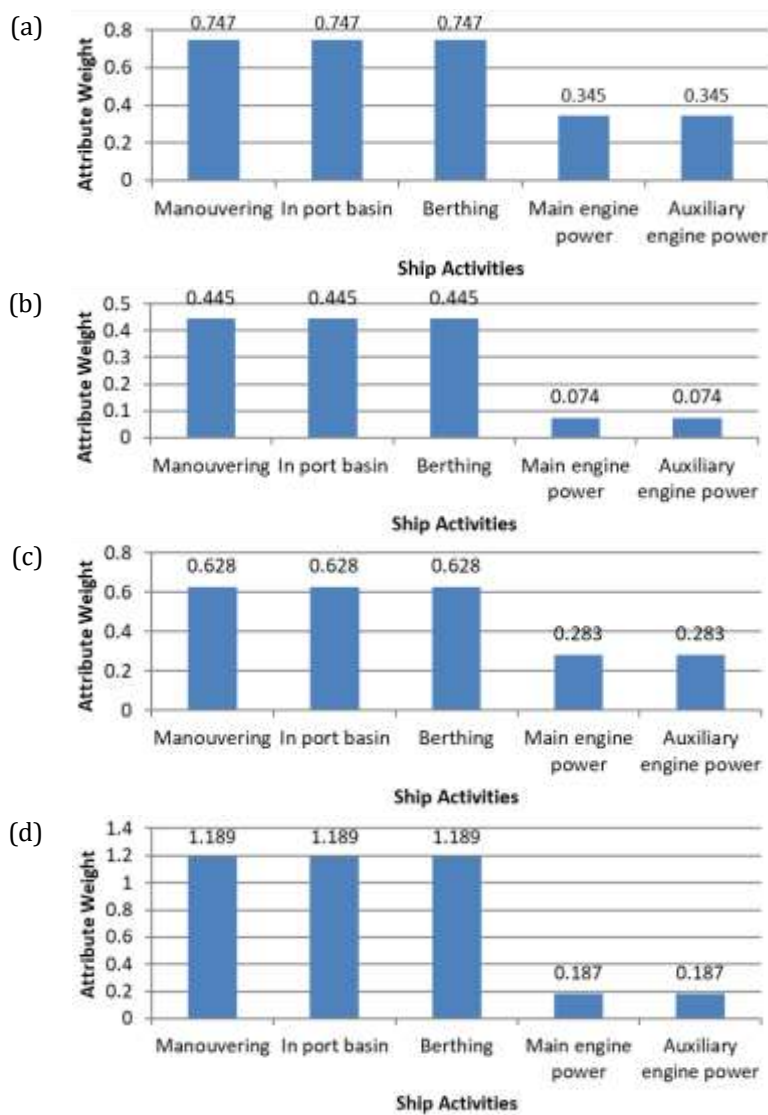 (a)
Attribute Weight
0.8
0.6
0.4
0.2
0
0.747 0.747 0.747 0.345 0.345
Manouvering In port basin Berthing Main engine Auxiliary
power engine power
Ship Activities
(b)
Attribute Weight
0.5
0.4
0.3
0.2
0.1
0
0.445 0.445 0.445 0.074 0.074
Manouvering In port basin Berthing Main engine Auxiliary
power engine power
Ship Activities
(c)
Attribute Weight
0.8
0.6
0.4
0.2
0
0.628 0.628 0.628 0.283 0.283
Manouvering In port basin Berthing Main engine Auxiliary
power engine power
Ship Activities
(d)
Attribute Weight
1.4
1.2
1
0.8
0.6
0.4
0.2
0
1.189 1.189 1.189 0.187 0.187
Manouvering In port basin Berthing Main engine Auxiliary
power engine power
Ship Activities